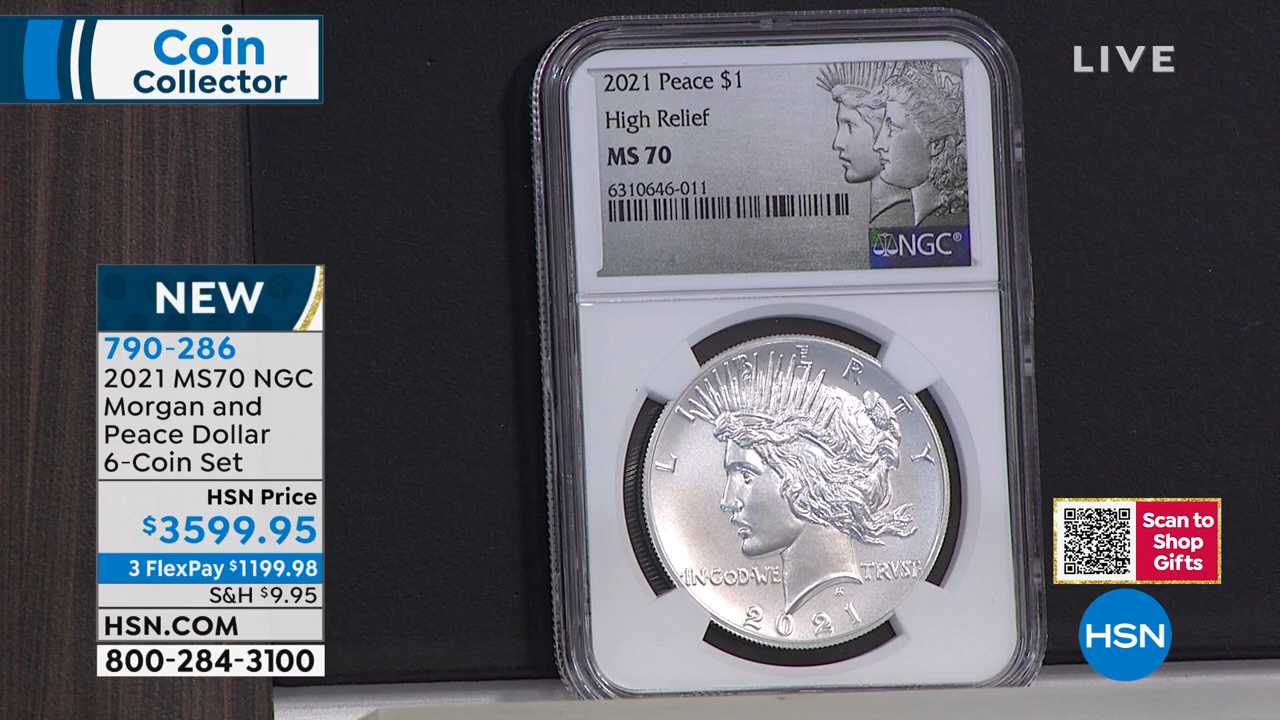 Coin
Collector
LIVE
2021 Peace $1
High Relief
MS 70
6310646-011
NGC®
NEW
790-286
2021 MS70 NGC
Morgan and
Peace Dollar
6-Coin Set
HSN Price
$3599.95
3 FlexPay $1199.98
S&H $9.95
HSN.COM
800-284-3100
LIBERTY
IN GOD WE TRVST
2021
Scan to
Shop
Gifts
HSN